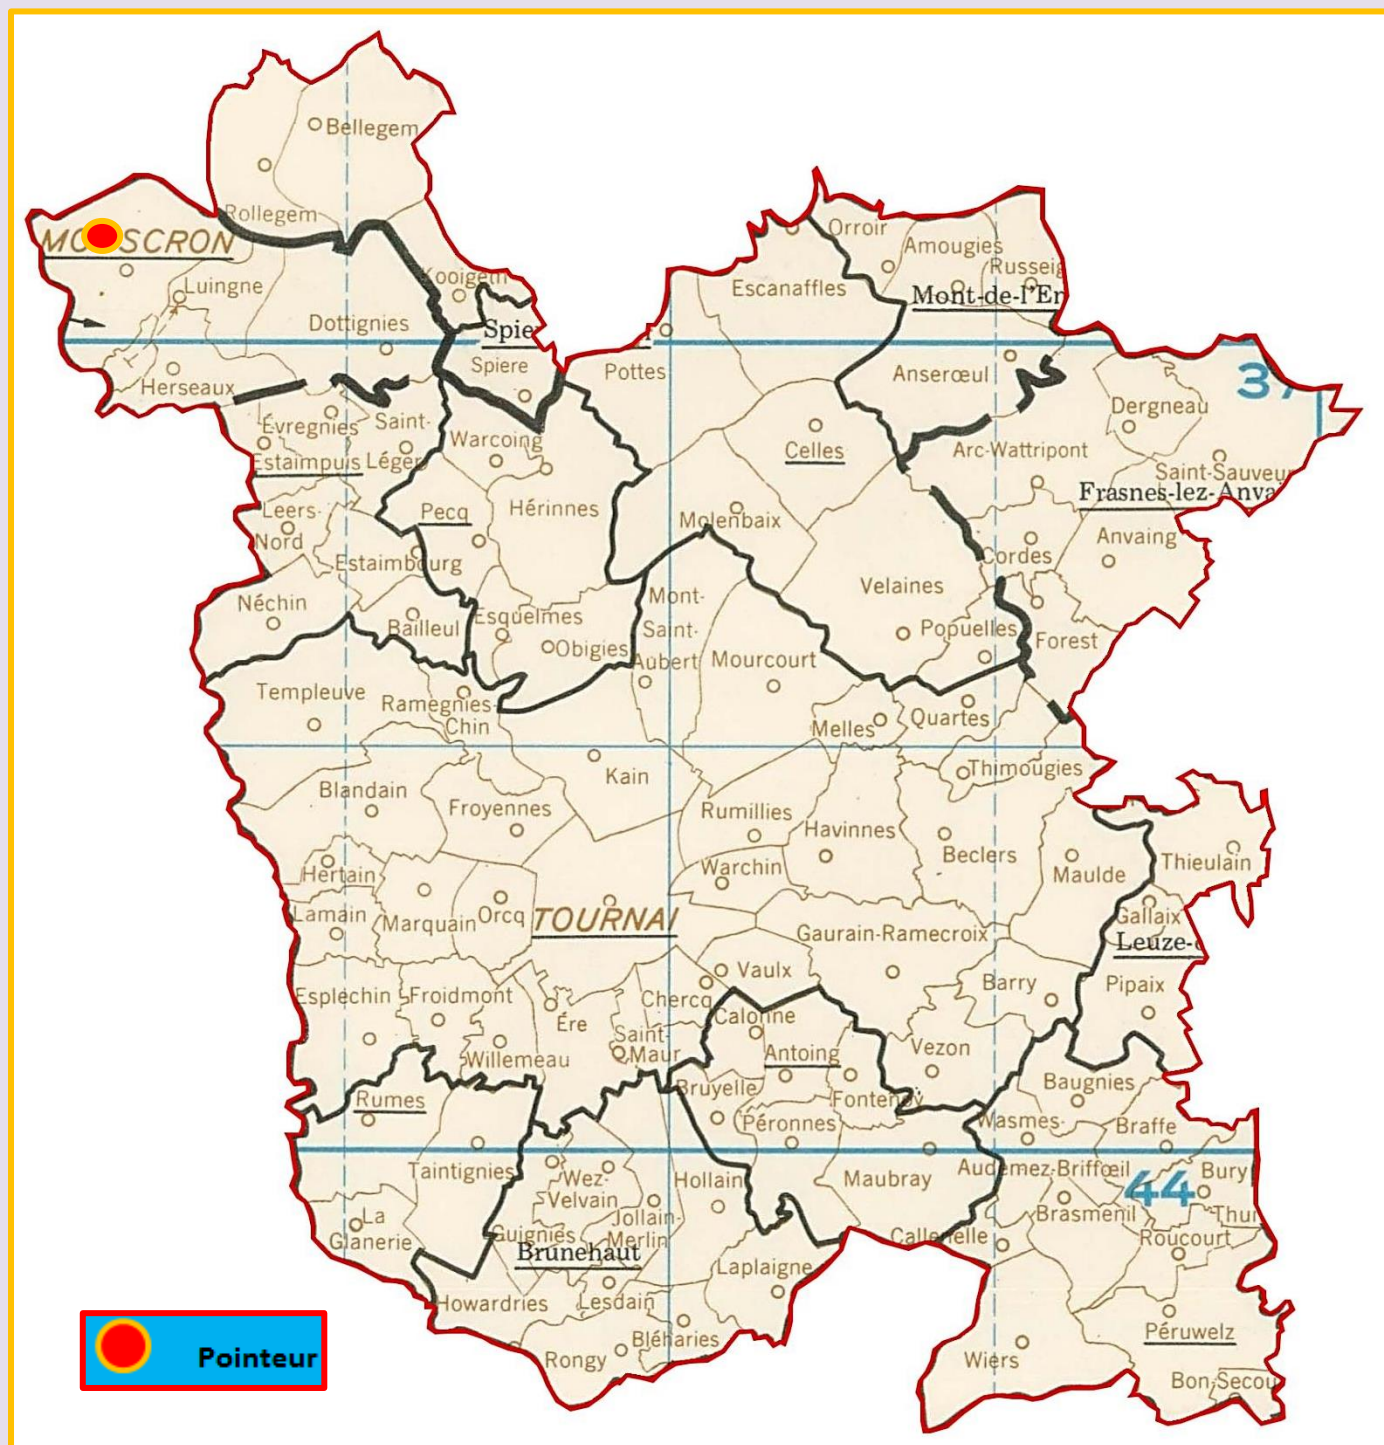 Bellegem
Rollegem
MO SCRON
Orroir
Amougies
Kooigem
Russeig
Luingne
Escanaffles
Mont-de-l'En
Dottignies
Spie
Spiere
Pottes
Anserœul
Herseaux
37
Dergneau
Évregnies
Saint-
Léger
Warcoing
Celles
Arc-Wattripont
Estaimpuis
Saint-Sauveur
Frasnes-lez-Anva
Leers-
Nord
Pecq
Hérinnes
Molenbaix
Cordes
Anvaing
Estaimbourg
Velaines
Néchin
Mont-
Saint-
Aubert
Bailleul
Esquelmes
Obigies
Popuelles
Forest
Mourcourt
Templeuve
Ramegnies-
Chin
Melles
Quartes
Kain
Thimougies
Blandain
Froyennes
Rumillies
Havinnes
Beclers
Maulde
Thieulain
Hertain
Warchin
Lamain
Marquain
Orcq
TOURNAI
Gaurain-Ramecroix
Gallaix
Leuze-
Vaulx
Barry
Pipaix
Esplechin
Froidmont
Ére
Chercq
Calonne
Willemeau
Saint-
Maur
Antoing
Vezon
Baugnies
Bruyelle
Fontenoy
Rumes
Péronnes
Wasmes-
Audemez-Briffœil
Braffe
Taintignies
Wez-
Velvain
Hollain
Maubray
Bury
44
Brasmenil
Thui
La
Glanerie
Guignies
Jollain-
Merlin
Callenelle
Roucourt
Brunehaut
Laplaigne
Howardries
Lesdain
Bléharies
Rongy
Wiers
Péruwelz
Bon-Secou
Pointeur